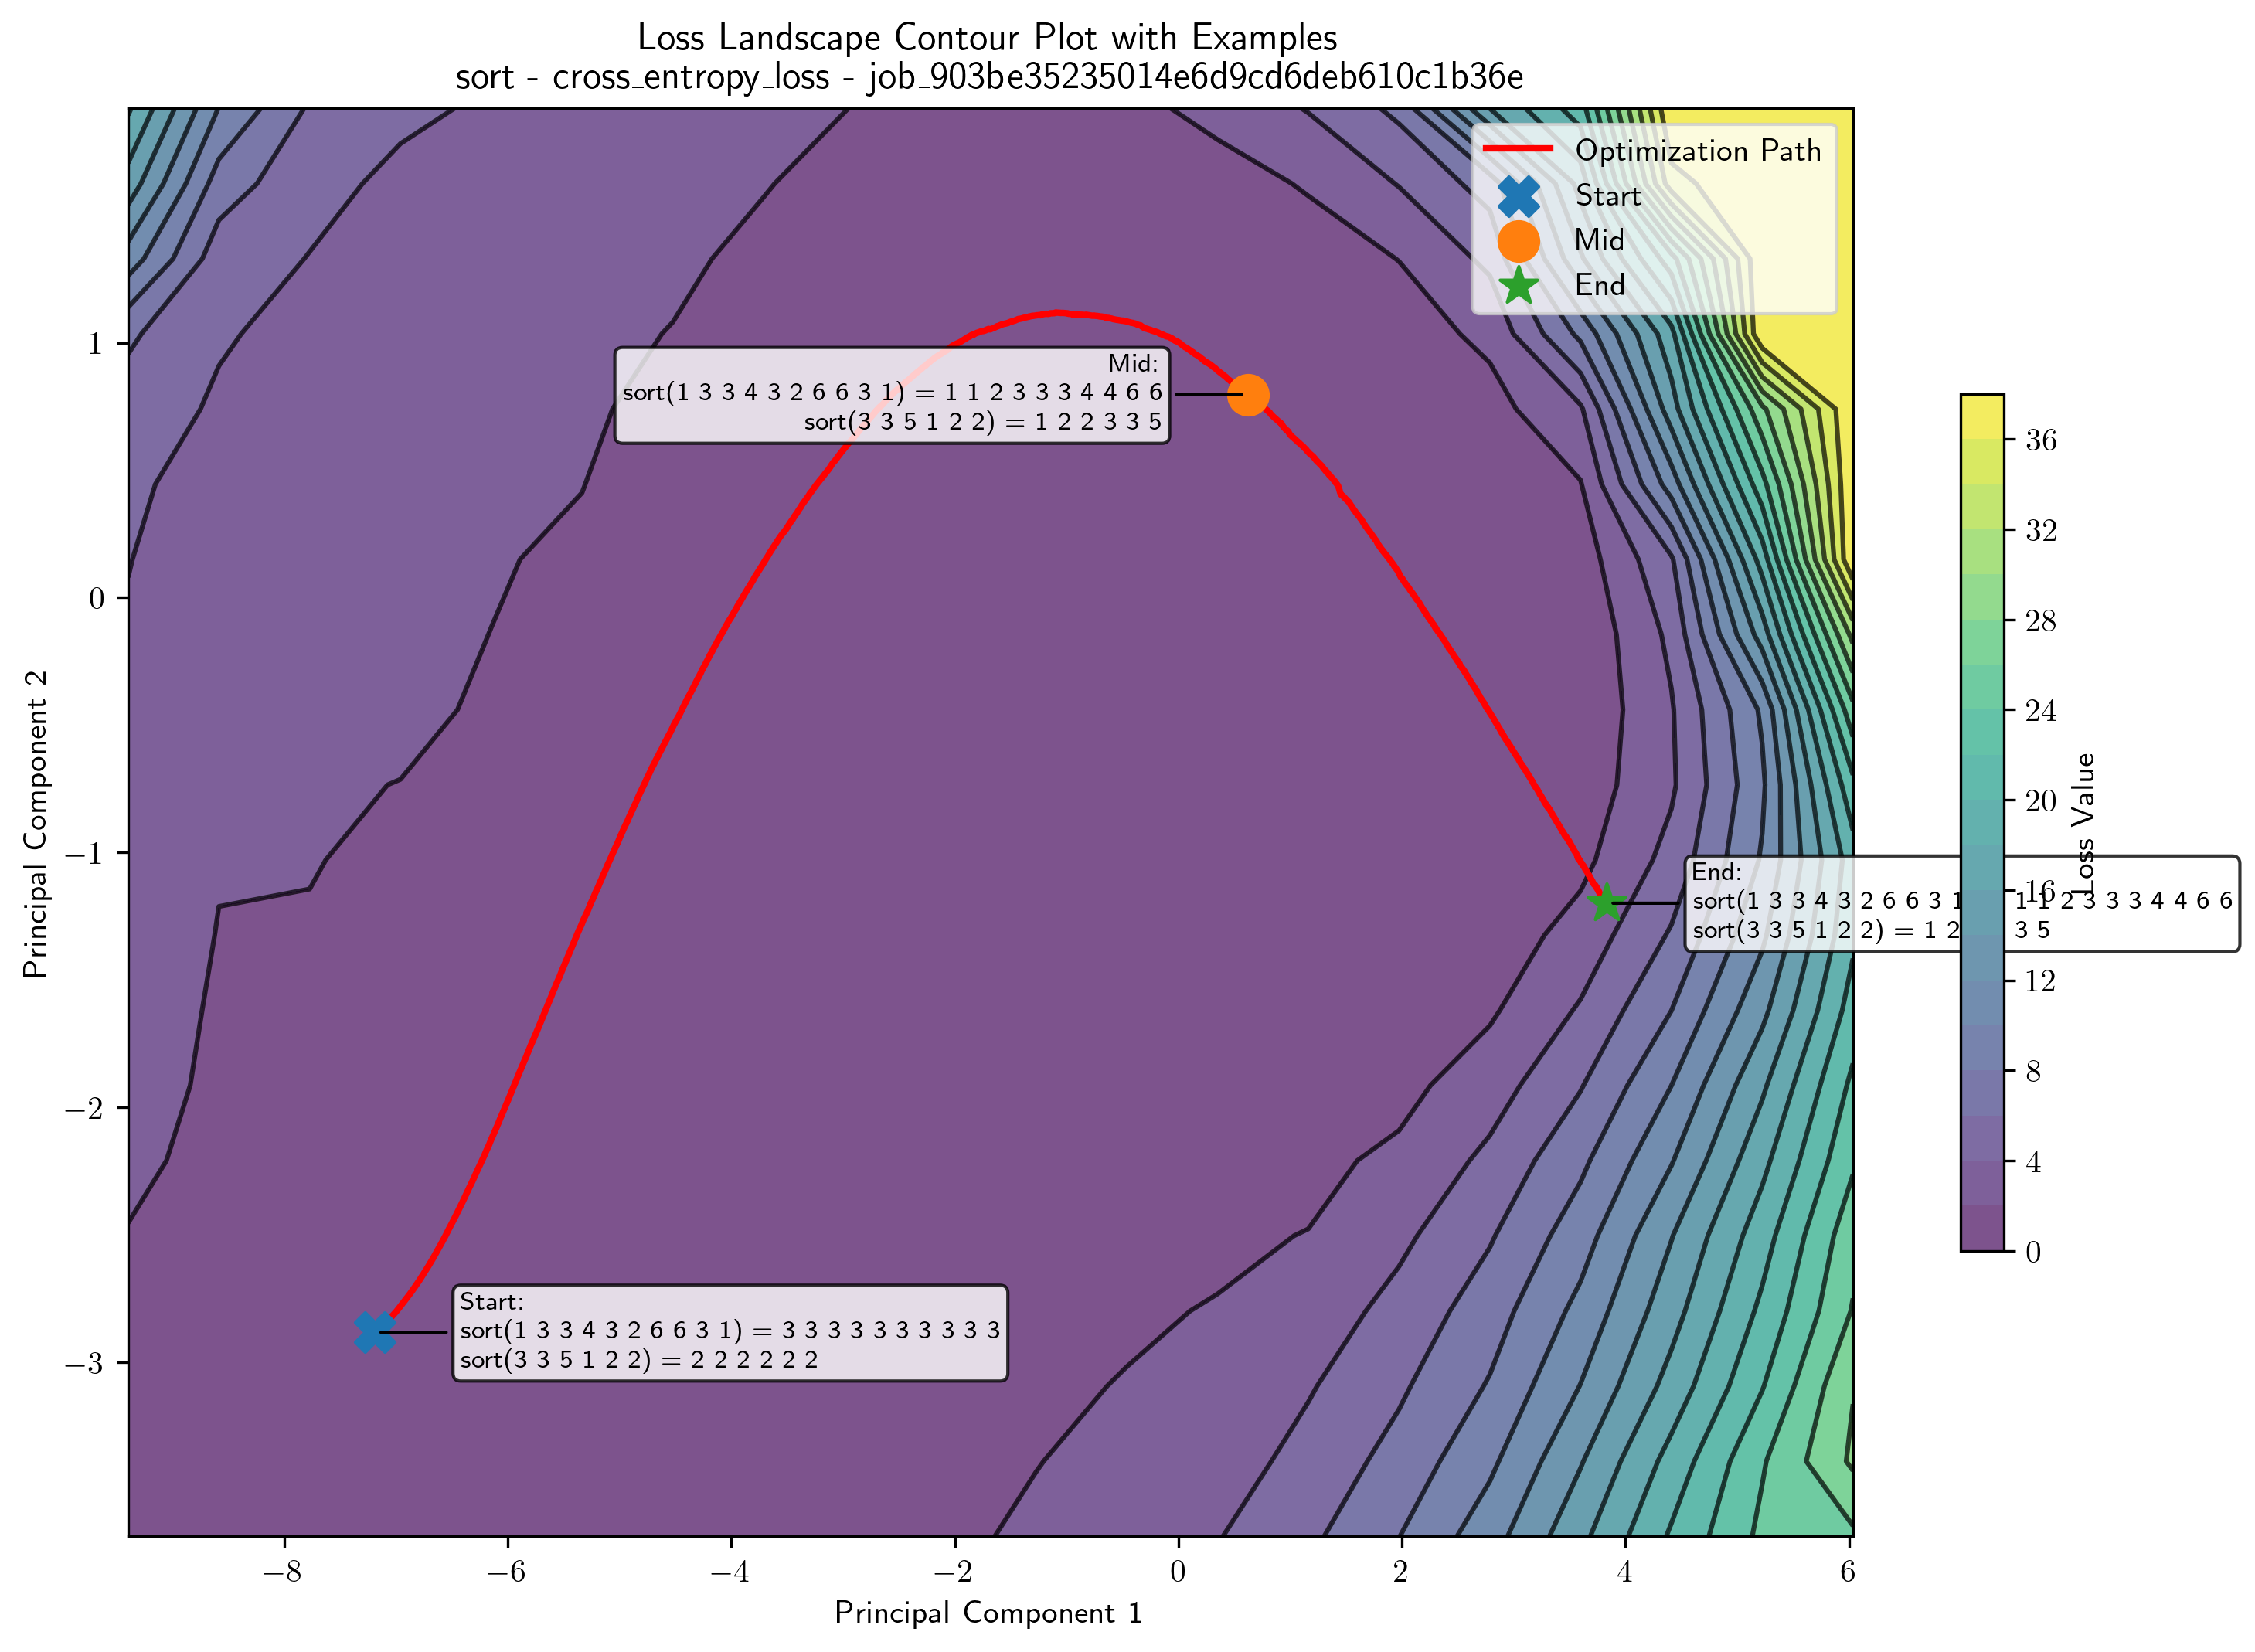 Loss Landscape Contour Plot with Examples
sort - cross_entropy_loss - job_903be35235014e6d9cd6deb610c1b36e
Optimization Path
Start
Mid
End
Mid:
sort(1 3 3 4 3 2 6 6 3 1) = 1 1 2 3 3 3 4 4 6 6
sort(3 3 5 1 2 2) = 1 2 2 3 3 5
End:
sort(1 3 3 4 3 2 6 6 3 1 1 1 2 3 3 3 4 4 6 6
sort(3 3 5 1 2 2) = 1 2 3 5
Start:
sort(1 3 3 4 3 2 6 6 3 1) = 3 3 3 3 3 3 3 3 3 3
sort(3 3 5 1 2 2) = 2 2 2 2 2 2
1
0
−1
−2
−3
Principal Component 2
−8
−6
−4
−2
0
2
4
6
Principal Component 1
36
32
28
24
20
16
12
8
4
0
Loss Value